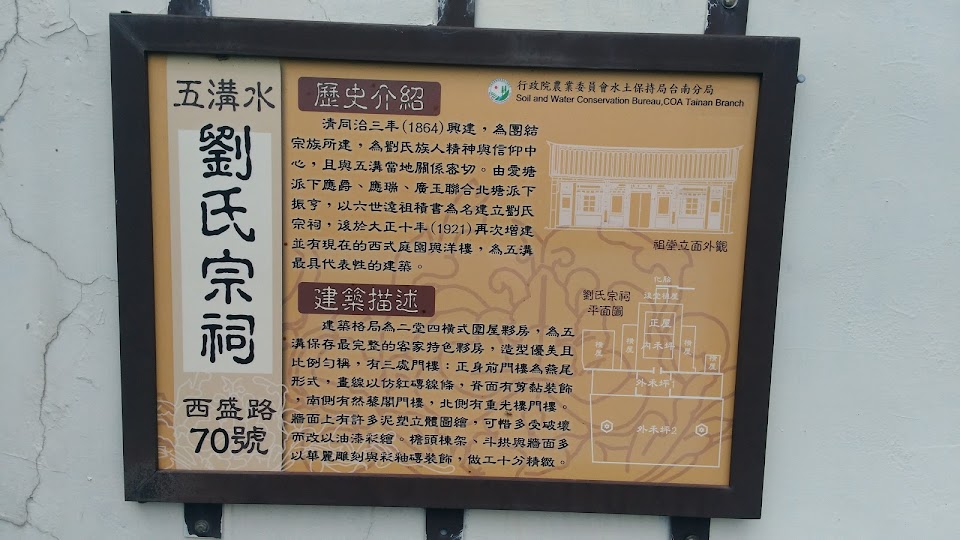 五溝水
劉氏宗祠
西盛路
70號
歷史介紹
清同治三年(1864)興建，為團結
宗族所建，為劉氏族人精神與信仰中
心，且與五溝當地關係密切。由愛塘
派下應爵、應瑞、廣玉聯合北塘派下
振亨，以六世遠祖積書為名建立劉氏
宗祠，後於大正十年(1921)再次增建
並有現在的西式庭園與洋樓，為五溝
最具代表性的建築。
建築描述
建築格局為二堂四橫式圍屋夥房，為五
溝保存最完整的客家特色夥房，造型優美且
比例勻稱，有三處門樓：正身前門樓為燕尾
形式，畫線以仿紅磚線條，脊面有剪黏裝飾
，南側有然藜閣門樓，北側有重光樓門樓。
牆面上有許多泥塑立體圖繪，可惜多受破壞
而改以油漆彩繪。檐頭棟架、斗拱與牆面多
以華麗雕刻與彩釉磚裝飾，做工十分精緻。
行政院農業委員會水土保持局台南分局
Soil and Water Conservation Bureau,COA Tainan Branch
祖堂立面外觀
劉氏宗祠
平面圖
化胎
正屋
內禾坪
橫屋
橫屋
橫屋
橫屋
外禾坪1
外禾坪2